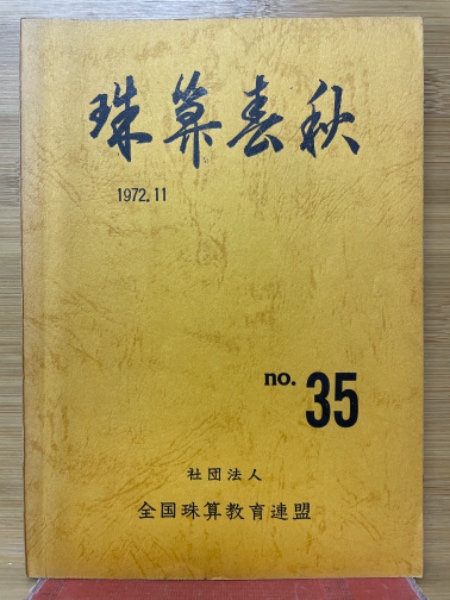 珠算春秋
1972.11
no. 35
社団法人
全国珠算教育連盟